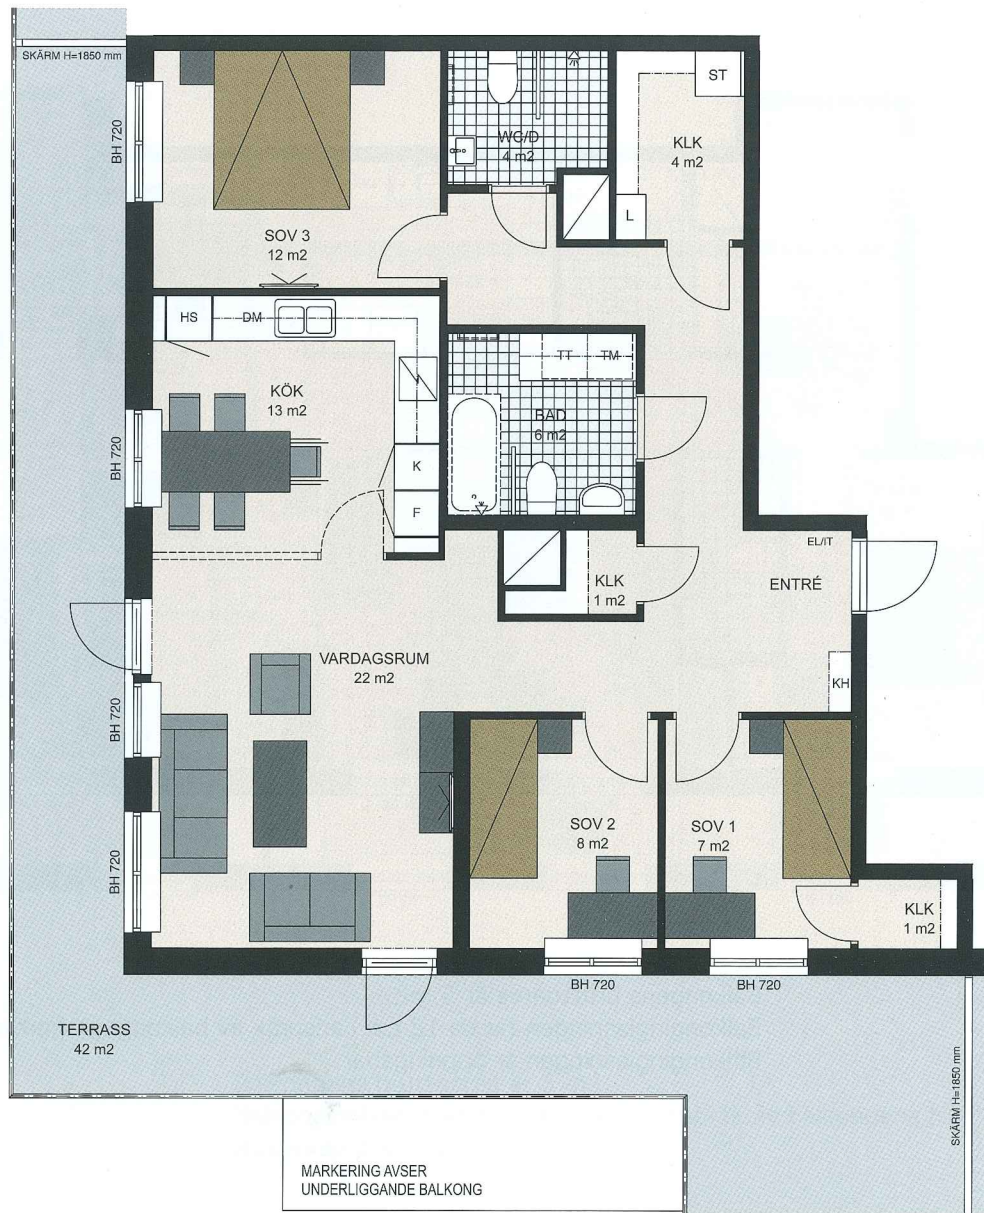 SKÄRM H=1850 mm
BH 720
WC/D
4 m2
ST
KLK
4 m2
L
SOV 3
12 m2
HS
DM
KÖK
13 m2
BH 720
TT
TM
BAD
6 m2
K
F
EL/IT
KLK
1 m2
ENTRÉ
VARDAGSRUM
22 m2
KH
BH 720
BH 720
SOV 2
8 m2
SOV 1
7 m2
KLK
1 m2
BH 720
BH 720
TERRASS
42 m2
SKÄRM H=1850 mm
MARKERING AVSER
UNDERLIGGANDE BALKONG